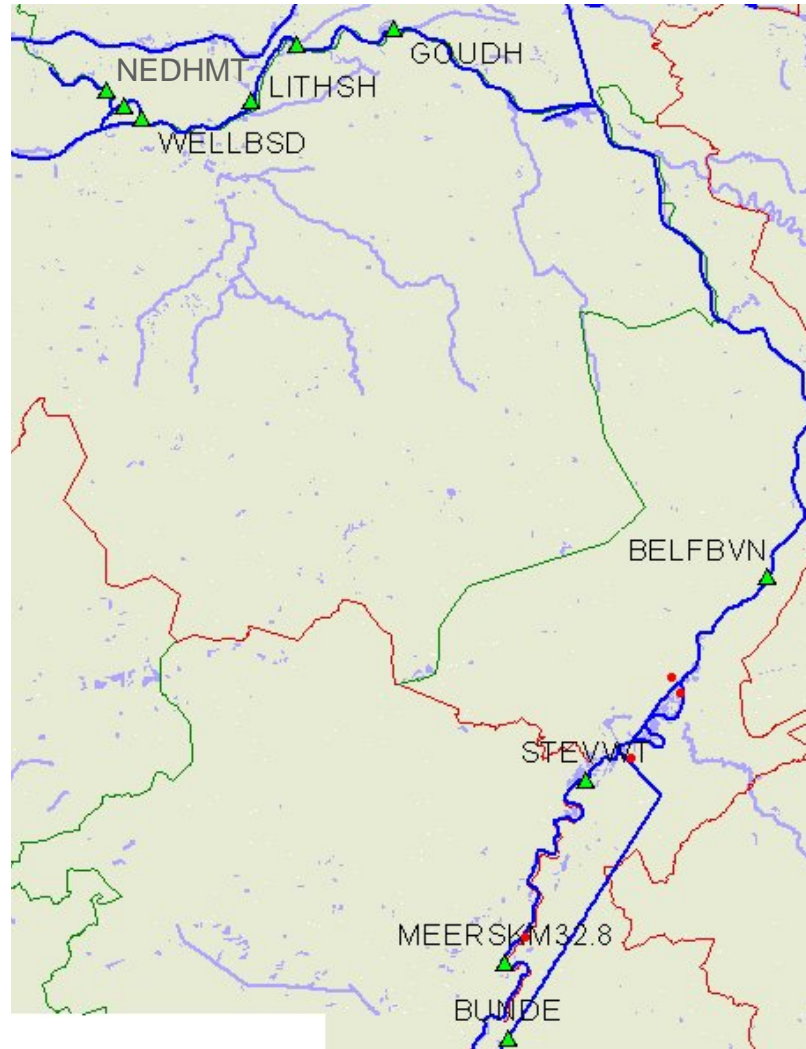 GOUDH
NEDHMT
LITHSH
WELLBSD
BELFBVN
STEVWT
MEERSKM32.8
BUNDE